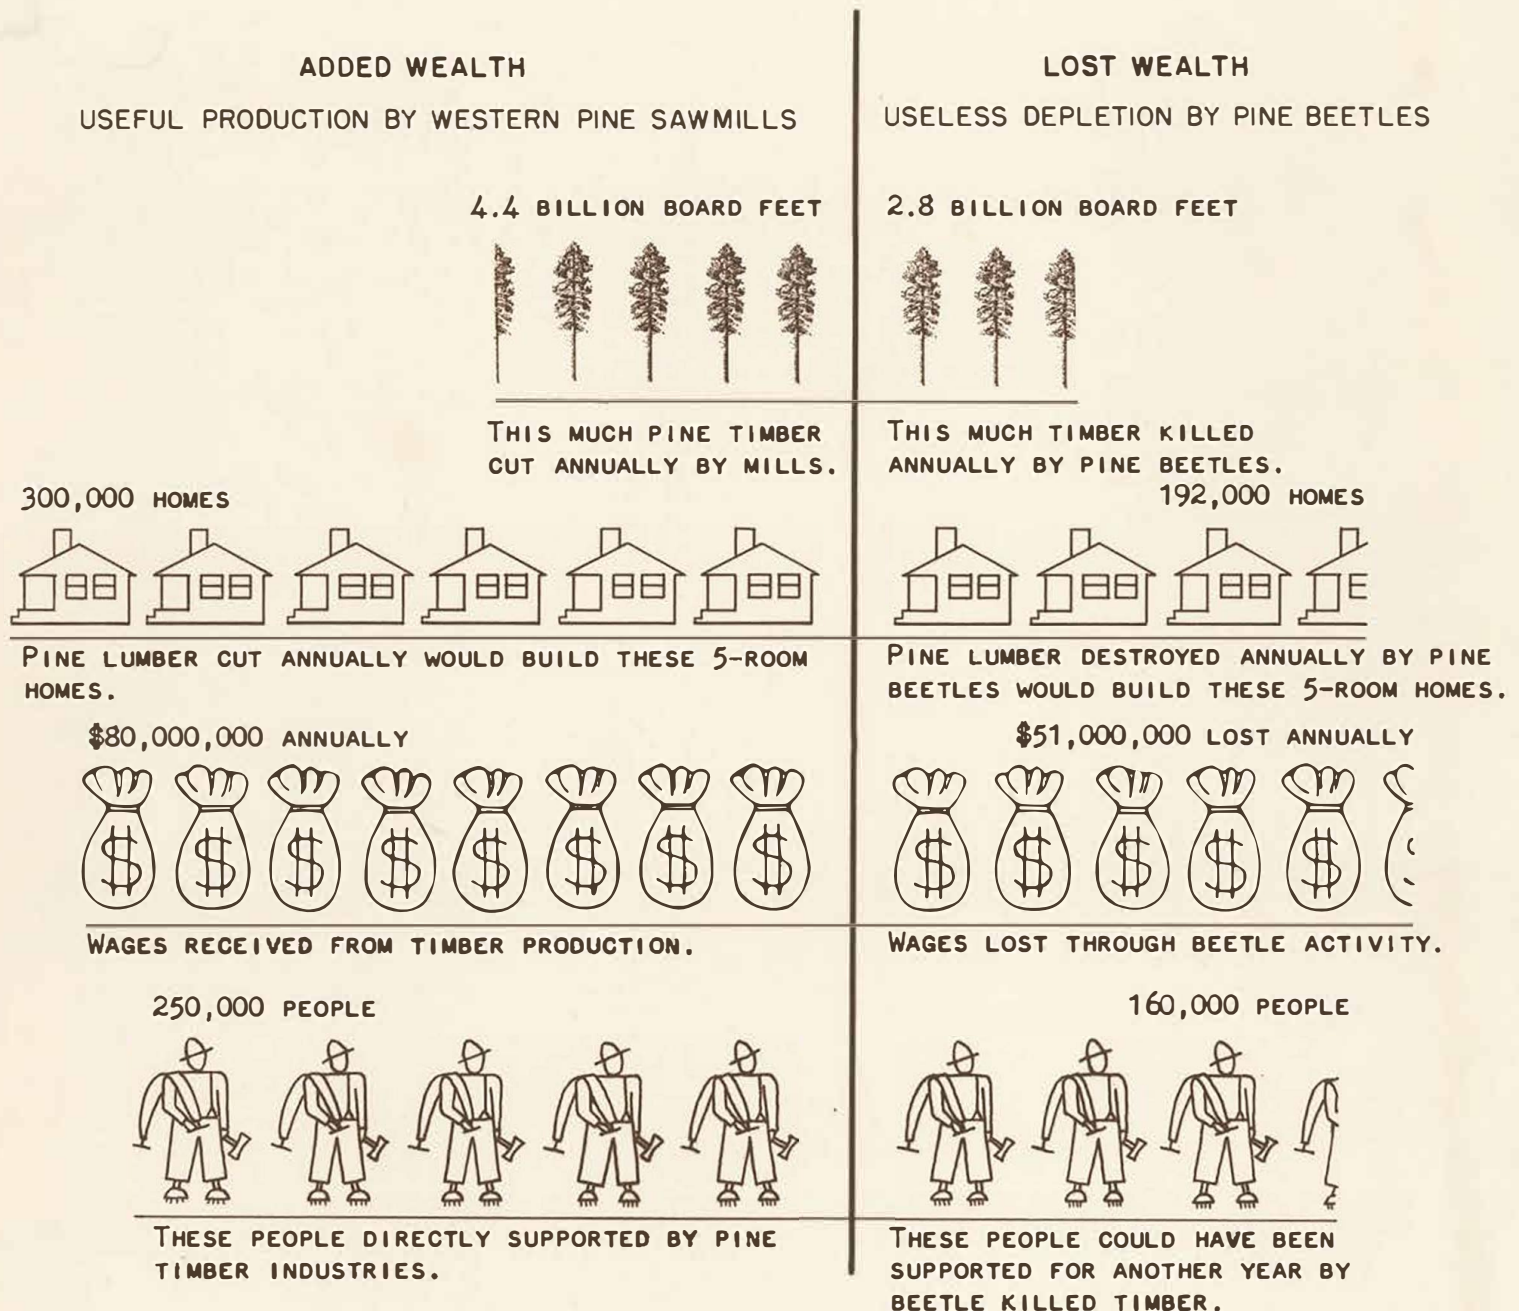 ADDED WEALTH
USEFUL PRODUCTION BY WESTERN PINE SAWMILLS
LOST WEALTH
USELESS DEPLETION BY PINE BEETLES
4.4 BILLION BOARD FEET
THIS MUCH PINE TIMBER
CUT ANNUALLY BY MILLS.
2.8 BILLION BOARD FEET
THIS MUCH TIMBER KILLED
ANNUALLY BY PINE BEETLES.
300,000 HOMES
PINE LUMBER CUT ANNUALLY WOULD BUILD THESE 5-ROOM
HOMES.
192,000 HOMES
PINE LUMBER DESTROYED ANNUALLY BY PINE
BEETLES WOULD BUILD THESE 5-ROOM HOMES.
$80,000,000 ANNUALLY
$ $ $ $ $ $ $ $
WAGES RECEIVED FROM TIMBER PRODUCTION.
$51,000,000 LOST ANNUALLY
$ $ $ $ $
WAGES LOST THROUGH BEETLE ACTIVITY.
250,000 PEOPLE
THESE PEOPLE DIRECTLY SUPPORTED BY PINE
TIMBER INDUSTRIES.
160,000 PEOPLE
THESE PEOPLE COULD HAVE BEEN
SUPPORTED FOR ANOTHER YEAR BY
BEETLE KILLED TIMBER.